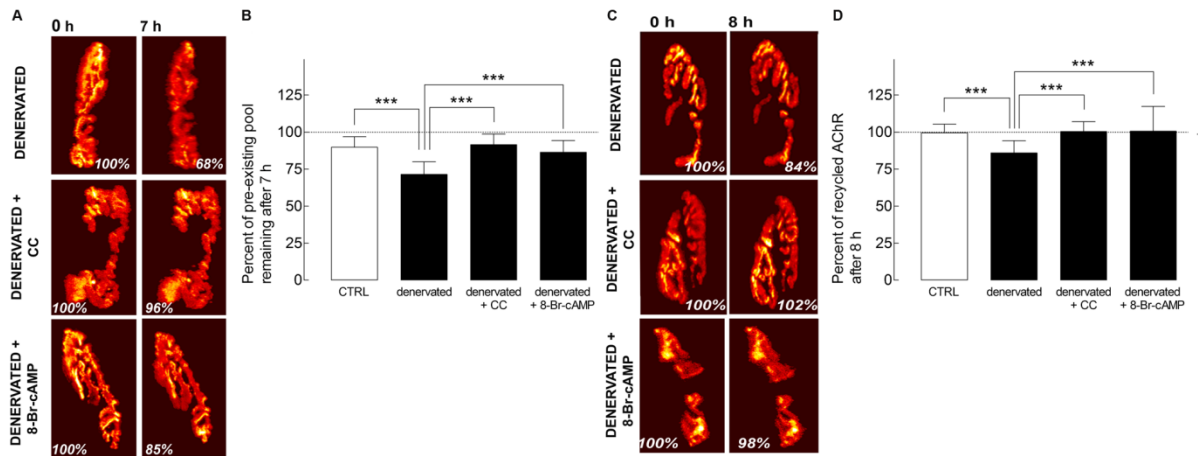 A
0 h
7 h
DENERVATED
100%
68%
DENERVATED +
CC
100%
96%
DENERVATED +
8-Br-cAMP
100%
85%
B
Percent of pre-existing pool
remaining after 7 h
125
100
75
50
25
0
***
***
***
CTRL
denervated
denervated
+ CC
denervated
+ 8-Br-cAMP
C
0 h
8 h
DENERVATED
100%
84%
DENERVATED +
CC
100%
102%
DENERVATED +
8-Br-cAMP
100%
98%
D
Percent of recycled AChR
after 8 h
125
100
75
50
25
0
***
***
***
CTRL
denervated
denervated
+ CC
denervated
+ 8-Br-cAMP